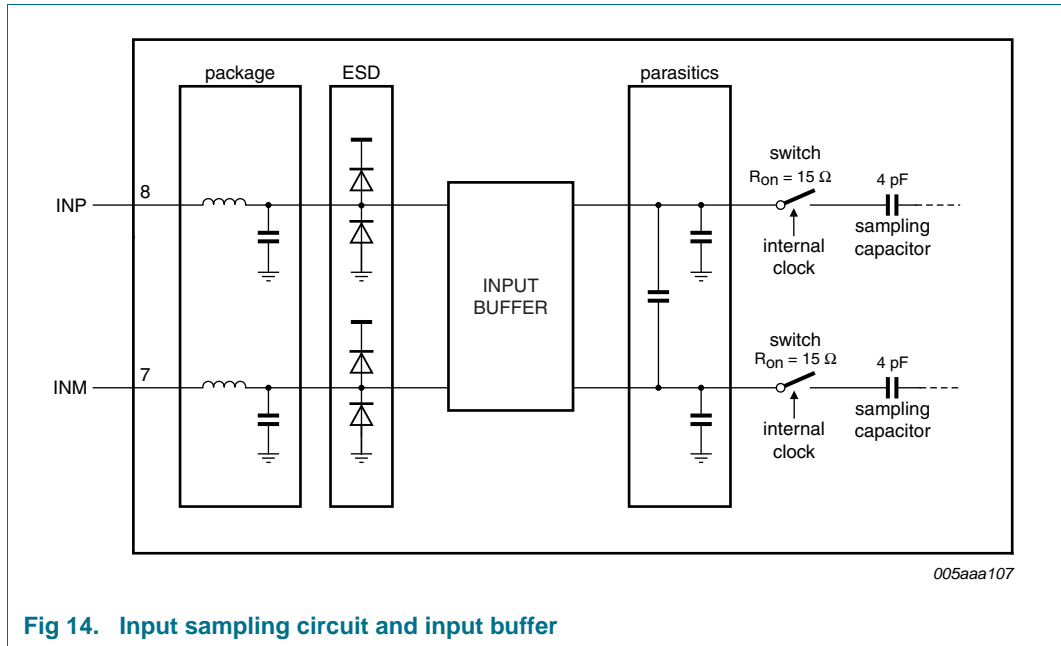 package
ESD
parasitics
switch
Ron = 15 Ω
4 pF
INP
8
internal
clock
sampling
capacitor
INPUT
BUFFER
switch
Ron = 15 Ω
4 pF
INM
7
internal
clock
sampling
capacitor
005aaa107
Fig 14. Input sampling circuit and input buffer